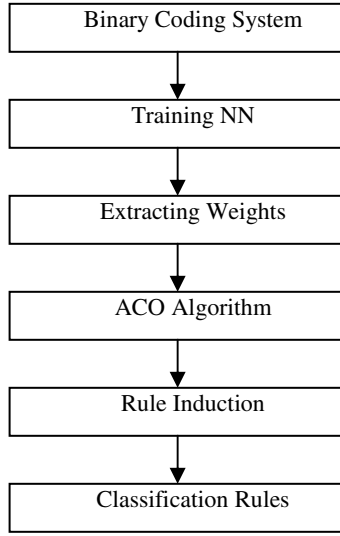 Binary Coding System
Training NN
Extracting Weights
ACO Algorithm
Rule Induction
Classification Rules